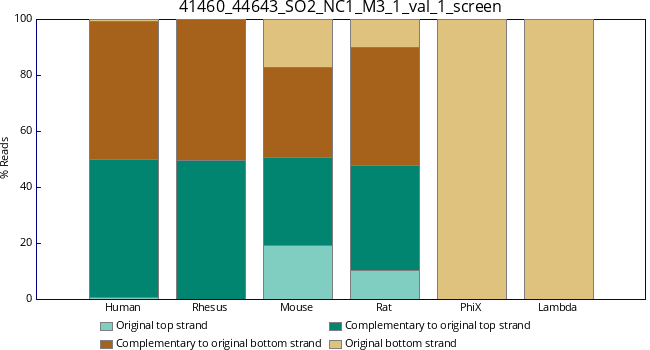 41460_44643_SO2_NC1_M3_1_val_1_screen
100
80
60
40
20
0
% Reads
Human Rhesus Mouse Rat PhiX Lambda
Original top strand Complementary to original top strand
Complementary to original bottom strand Original bottom strand